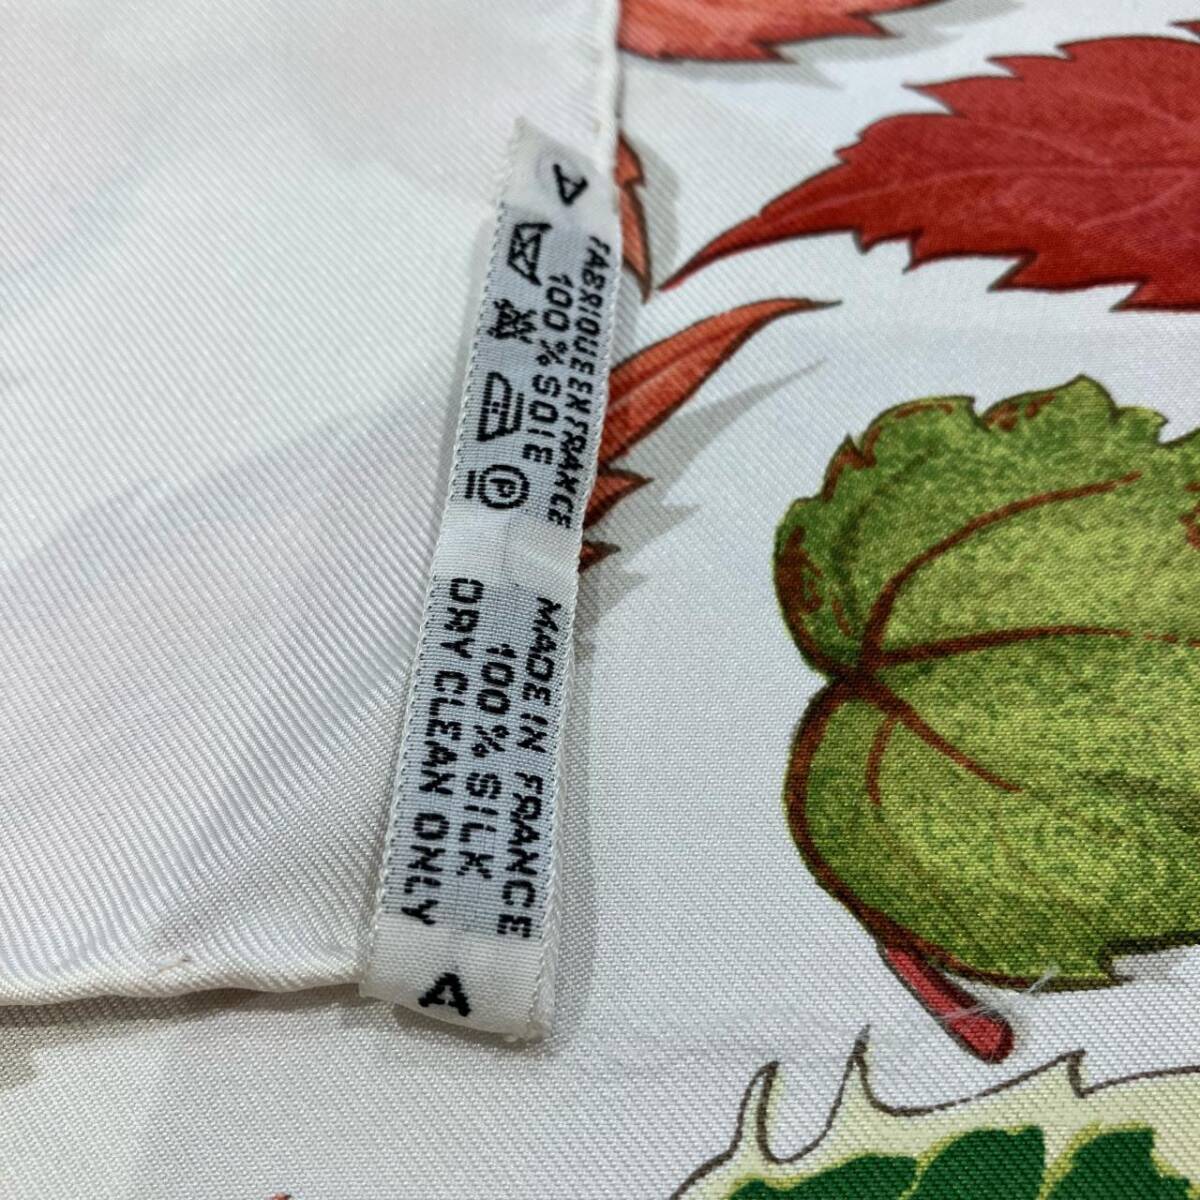 A
FABRIQUE EN FRANCE
100% SOIE
P
MADE IN FRANCE
100% SILK
DRY CLEAN ONLY
A